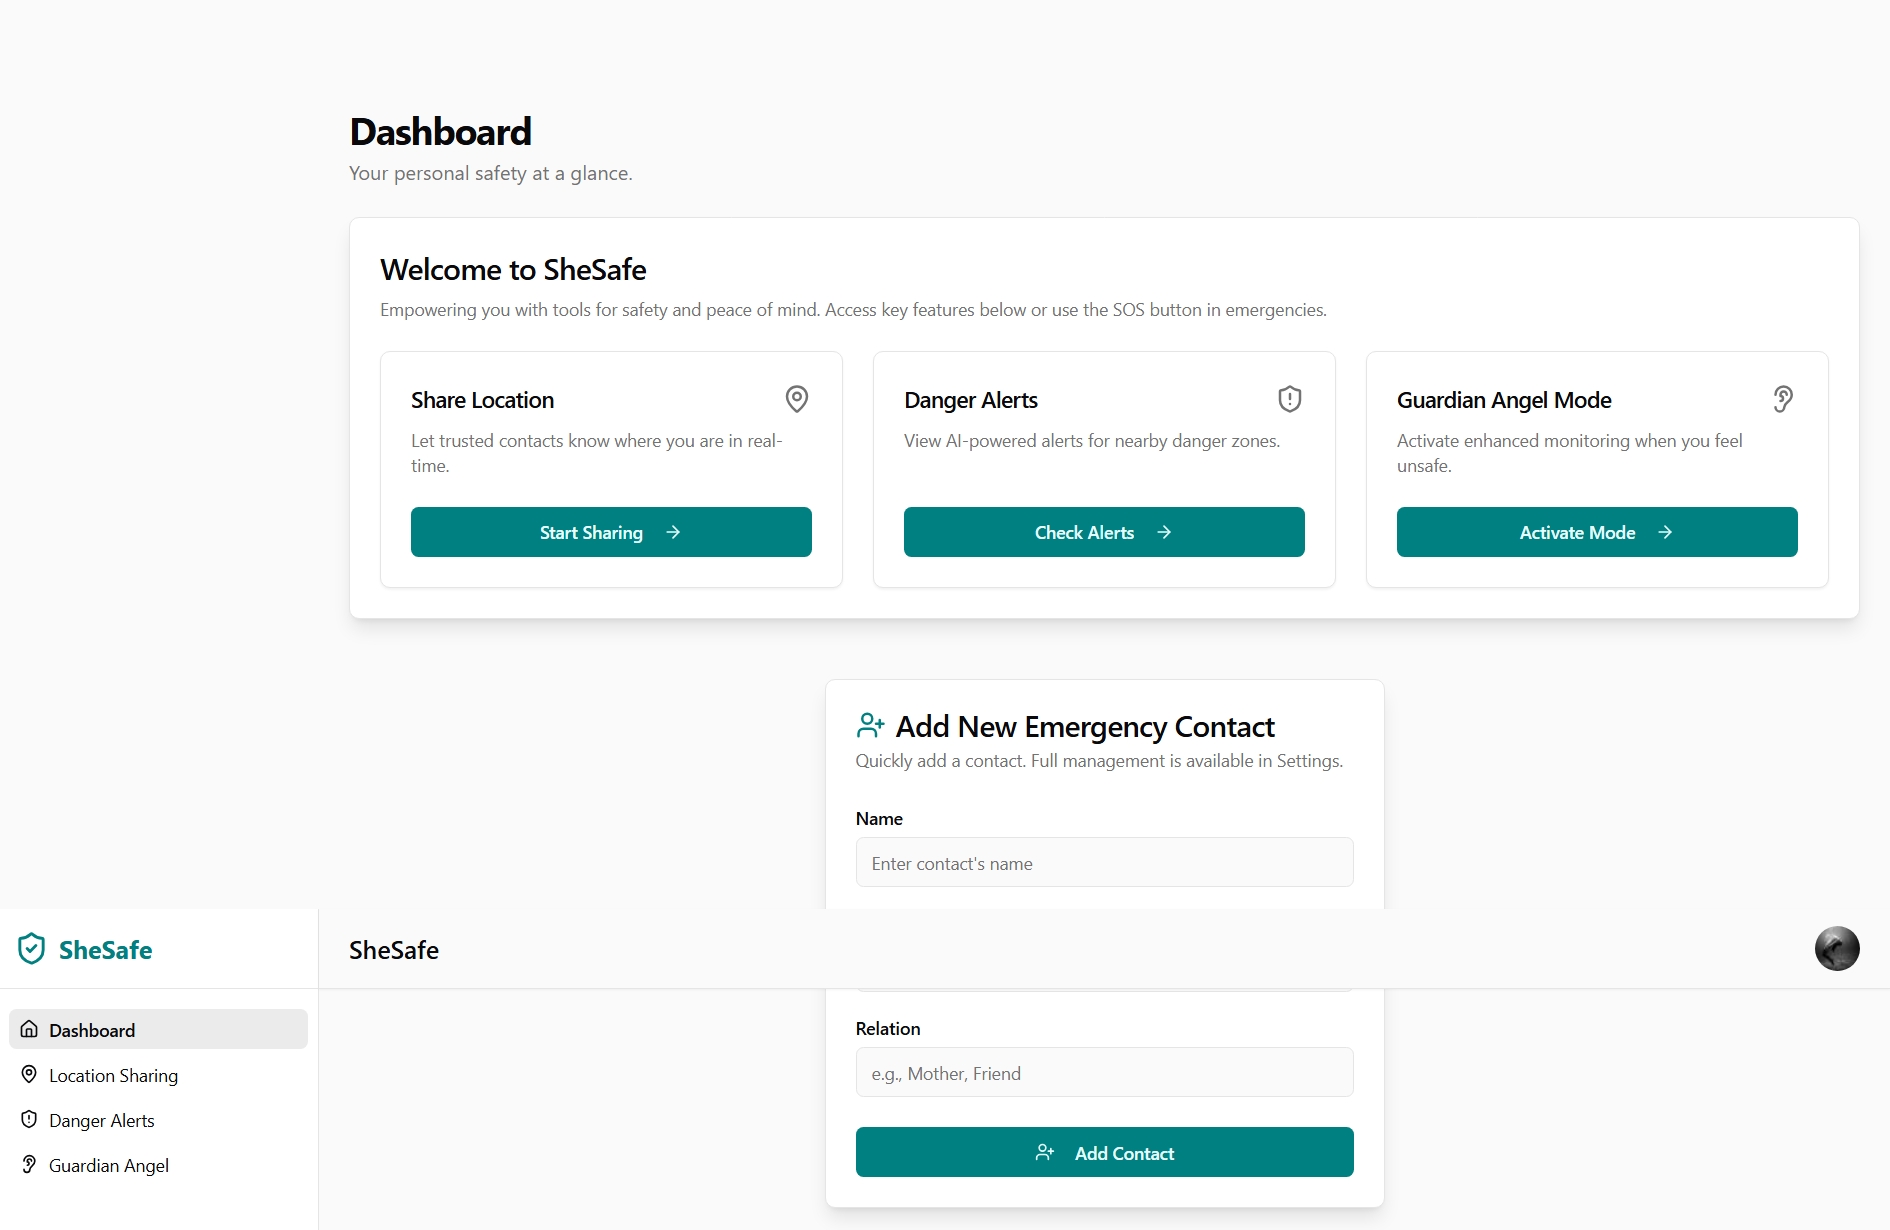 Dashboard
Your personal safety at a glance.
Welcome to SheSafe
Empowering you with tools for safety and peace of mind. Access key features below or use the SOS button in emergencies.
Share Location
Let trusted contacts know where you are in real-
time.
Start Sharing
Danger Alerts
View AI-powered alerts for nearby danger zones.
Check Alerts
Guardian Angel Mode
Activate enhanced monitoring when you feel
unsafe.
Activate Mode
Add New Emergency Contact
Quickly add a contact. Full management is available in Settings.
Name
Enter contact's name
SheSafe
SheSafe
Dashboard
Location Sharing
Danger Alerts
Guardian Angel
Relation
e.g., Mother, Friend
Add Contact